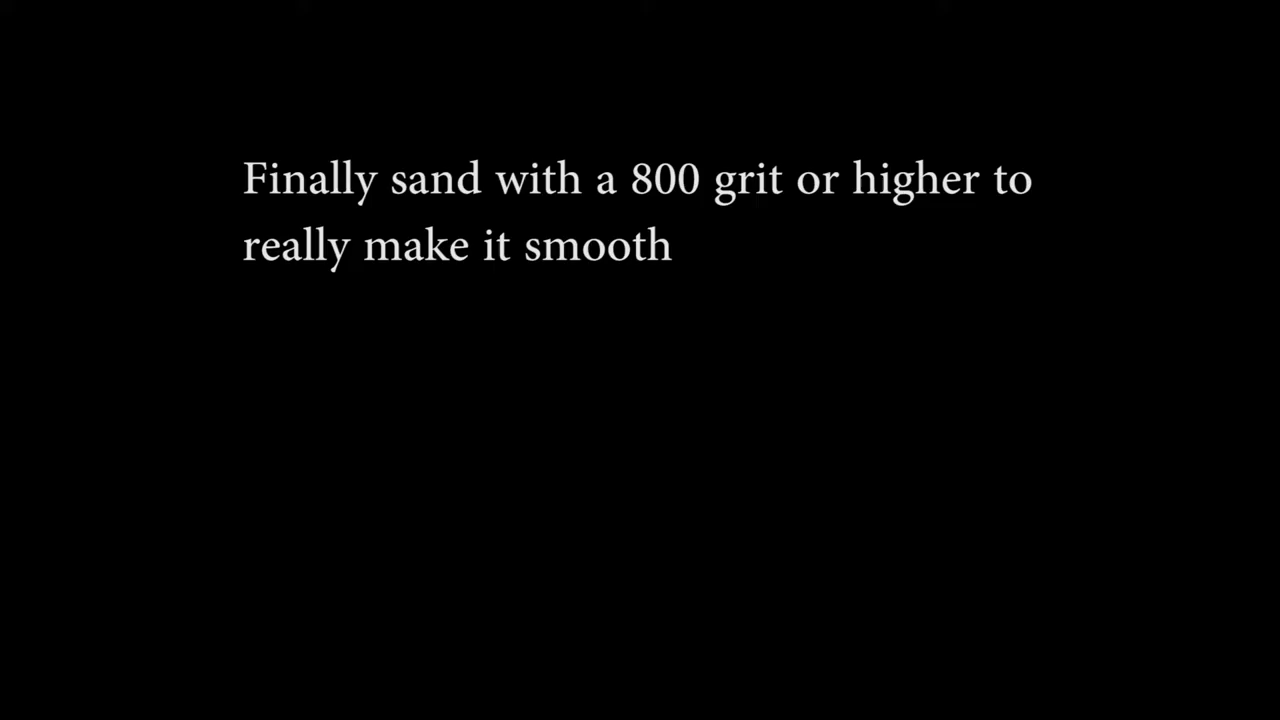 Finally sand with a 800 grit or higher to
really make it smooth